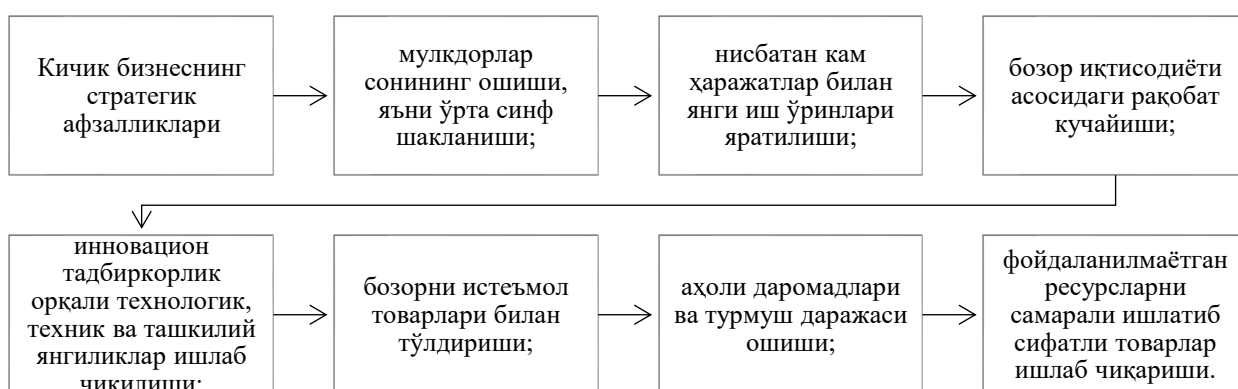 Кичик бизнеснинг
стратегик
афзалликлари
мулкдорлар
сонининг ошиши,
яъни ўрта синф
шакланиши;
нисбатан кам
ҳаражатлар билан
янги иш ўринлари
яратилиши;
бозор иқтисодиёти
асосидаги рақобат
кучайиши;
инновацион
тадбиркорлик
орқали технологик,
техник ва ташкилий
янгиликлар ишлаб
чиқилиши;
бозорни истеъмол
товарлари билан
тўлдириши;
аҳоли даромадлари
ва турмуш даражаси
ошиши;
фойдаланилмаётган
ресурсларни
самарали ишлатиб
сифатли товарлар
ишлаб чиқариши.